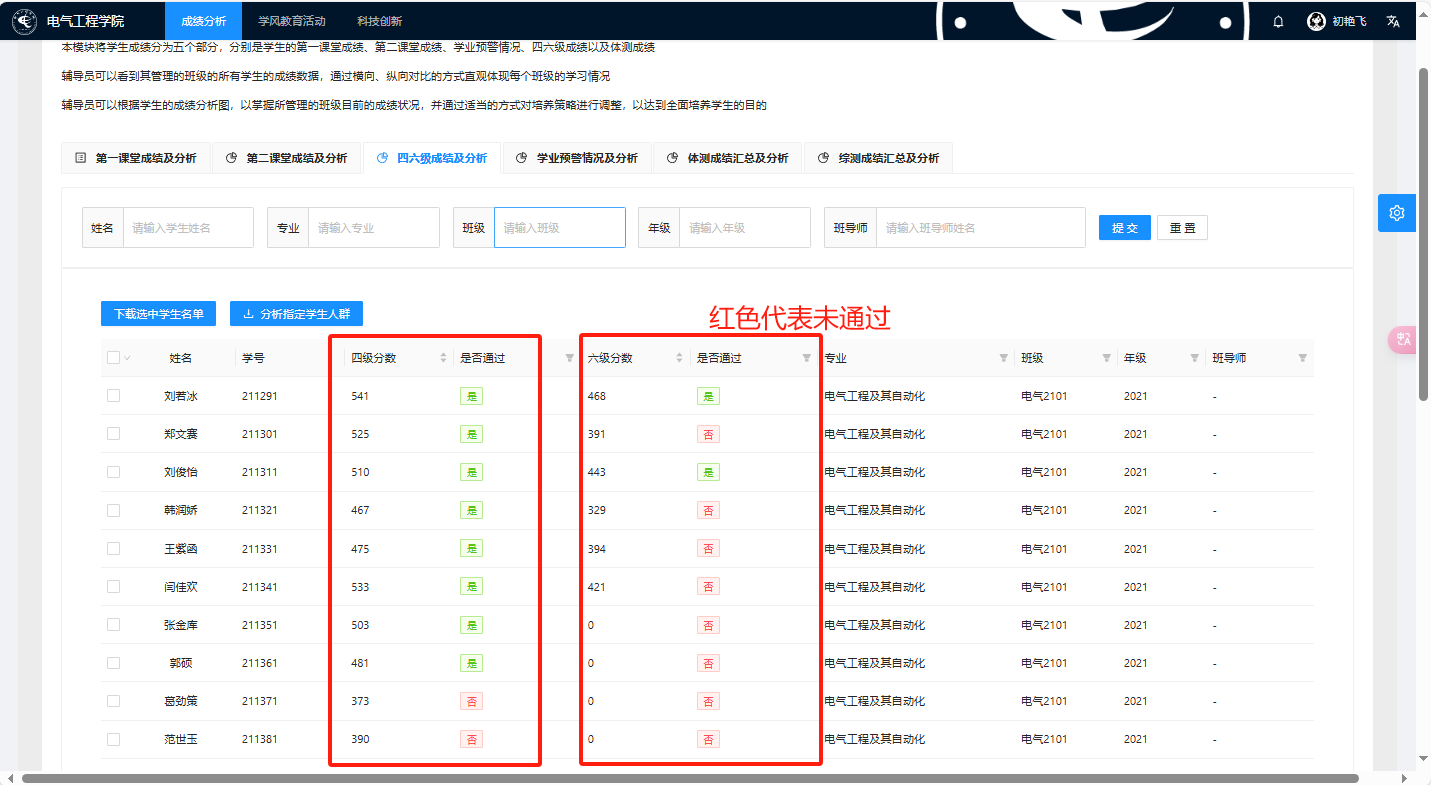 电气工程学院 成绩分析 学风教育活动 科技创新 初艳飞
本模块将学生成绩分为五个部分，分别是学生的第一课堂成绩、第二课堂成绩、学业预警情况、四六级成绩以及体测成绩
辅导员可以看到其管理的班级的所有学生的成绩数据，通过横向、纵向对比的方式直观体现每个班级的学习情况
辅导员可以根据学生的成绩分析图，以掌握所管理的班级目前的成绩状况，并通过适当的方式对培养策略进行调整，以达到全面培养学生的目的
第一课堂成绩及分析 第二课堂成绩及分析 四六级成绩及分析 学业预警情况及分析 体测成绩汇总及分析 综测成绩汇总及分析
姓名 请输入学生姓名 专业 请输入专业 班级 请输入班级 年级 请输入年级 班导师 请输入班导师姓名 提交 重置
下载选中学生名单 分析指定学生人群
红色代表未通过
姓名 学号 四级分数 是否通过 六级分数 是否通过 专业 班级 年级 班导师
刘若冰 211291 541 是 468 是 电气工程及其自动化 电气2101 2021 -
郑文赛 211301 525 是 391 否 电气工程及其自动化 电气2101 2021 -
刘俊怡 211311 510 是 443 是 电气工程及其自动化 电气2101 2021 -
韩润娇 211321 467 是 329 否 电气工程及其自动化 电气2101 2021 -
王紫函 211331 475 是 394 否 电气工程及其自动化 电气2101 2021 -
闫佳欢 211341 533 是 421 否 电气工程及其自动化 电气2101 2021 -
张金库 211351 503 是 0 否 电气工程及其自动化 电气2101 2021 -
郭硕 211361 481 是 0 否 电气工程及其自动化 电气2101 2021 -
葛劲策 211371 373 否 0 否 电气工程及其自动化 电气2101 2021 -
范世玉 211381 390 否 0 否 电气工程及其自动化 电气2101 2021 -